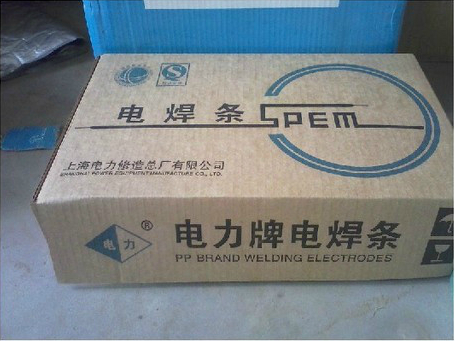 电焊条 SPEM
上海电力修造总厂有限公司
SHANGHAI POWER EQUIPMENT MANUFACTURE CO., LTD.
电力®
电力牌电焊条
PP BRAND WELDING ELECTRODES